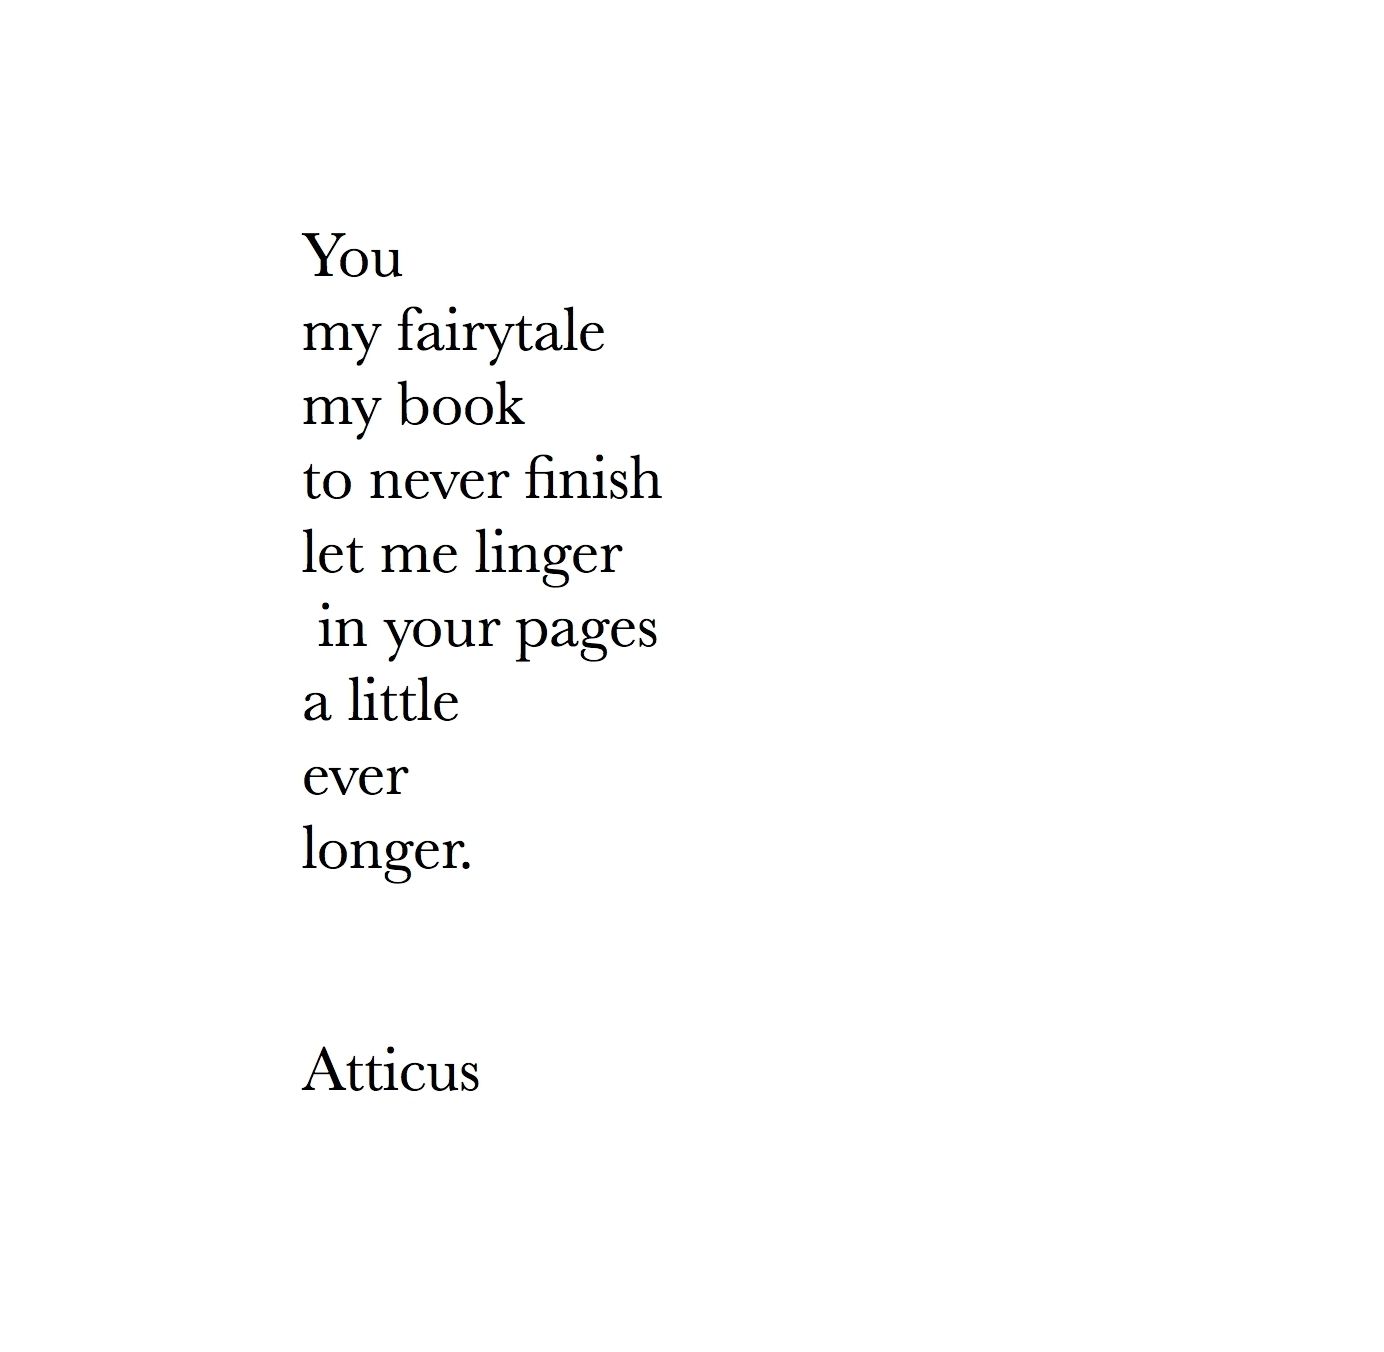 You
my fairytale
my book
to never finish
let me linger
in your pages
a little
ever
longer.
Atticus